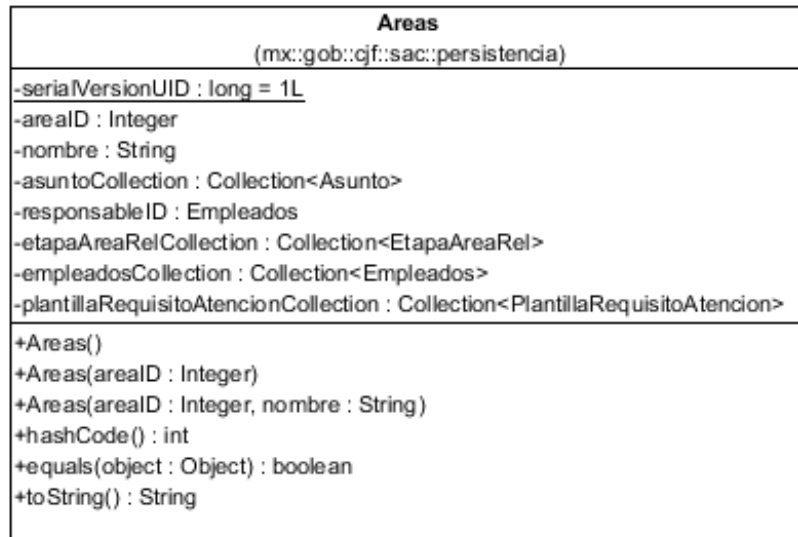 Areas
(mx::gob::cjf::sac::persistencia)
-serialVersionUID : long = 1L
-areaID : Integer
-nombre : String
-asuntoCollection : Collection<Asunto>
-responsableID : Empleados
-etapaAreaRelCollection : Collection<EtapaAreaRel>
-empleadosCollection : Collection<Empleados>
-plantillaRequisitoAtencionCollection : Collection<PlantillaRequisitoAtencion>
+Areas()
+Areas(areaID : Integer)
+Areas(areaID : Integer, nombre : String)
+hashCode() : int
+equals(object : Object) : boolean
+toString() : String